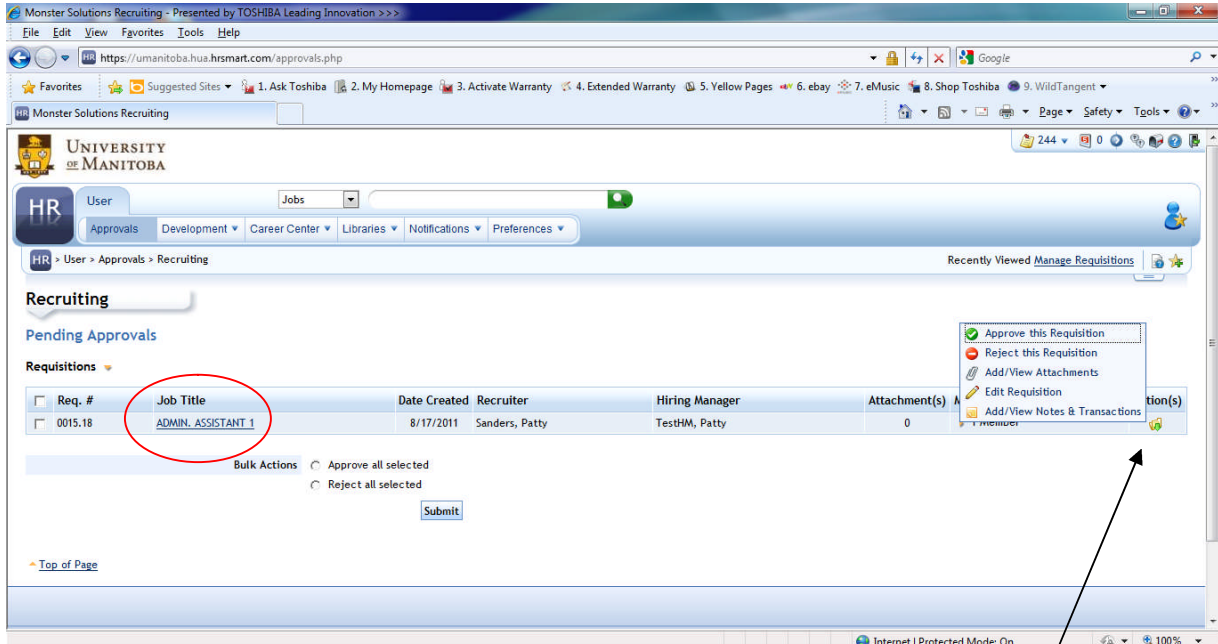 Monster Solutions Recruiting - Presented by TOSHIBA Leading Innovation >>>
File Edit View Favorites Tools Help
https://umanitoba.hua.hrsmart.com/approvals.php Google
Favorites Suggested Sites 1. Ask Toshiba 2. My Homepage 3. Activate Warranty 4. Extended Warranty 5. Yellow Pages 6. ebay 7. eMusic 8. Shop Toshiba 9. WildTangent
HR Monster Solutions Recruiting Page Safety Tools
UNIVERSITY OF MANITOBA
244 0
HR User Jobs
Approvals Development Career Center Libraries Notifications Preferences
HR > User > Approvals > Recruiting Recently Viewed Manage Requisitions
Recruiting
Pending Approvals
Approve this Requisition
Requisitions
Reject this Requisition
Add/View Attachments
Edit Requisition
Add/View Notes & Transactions
Req. # Job Title Date Created Recruiter Hiring Manager Attachment(s) tion(s)
0015.18 ADMIN. ASSISTANT 1 8/17/2011 Sanders, Patty TestHM, Patty 0 1 Member
Bulk Actions Approve all selected
Reject all selected
Submit
Top of Page
Internet | Protected Mode: On 100%